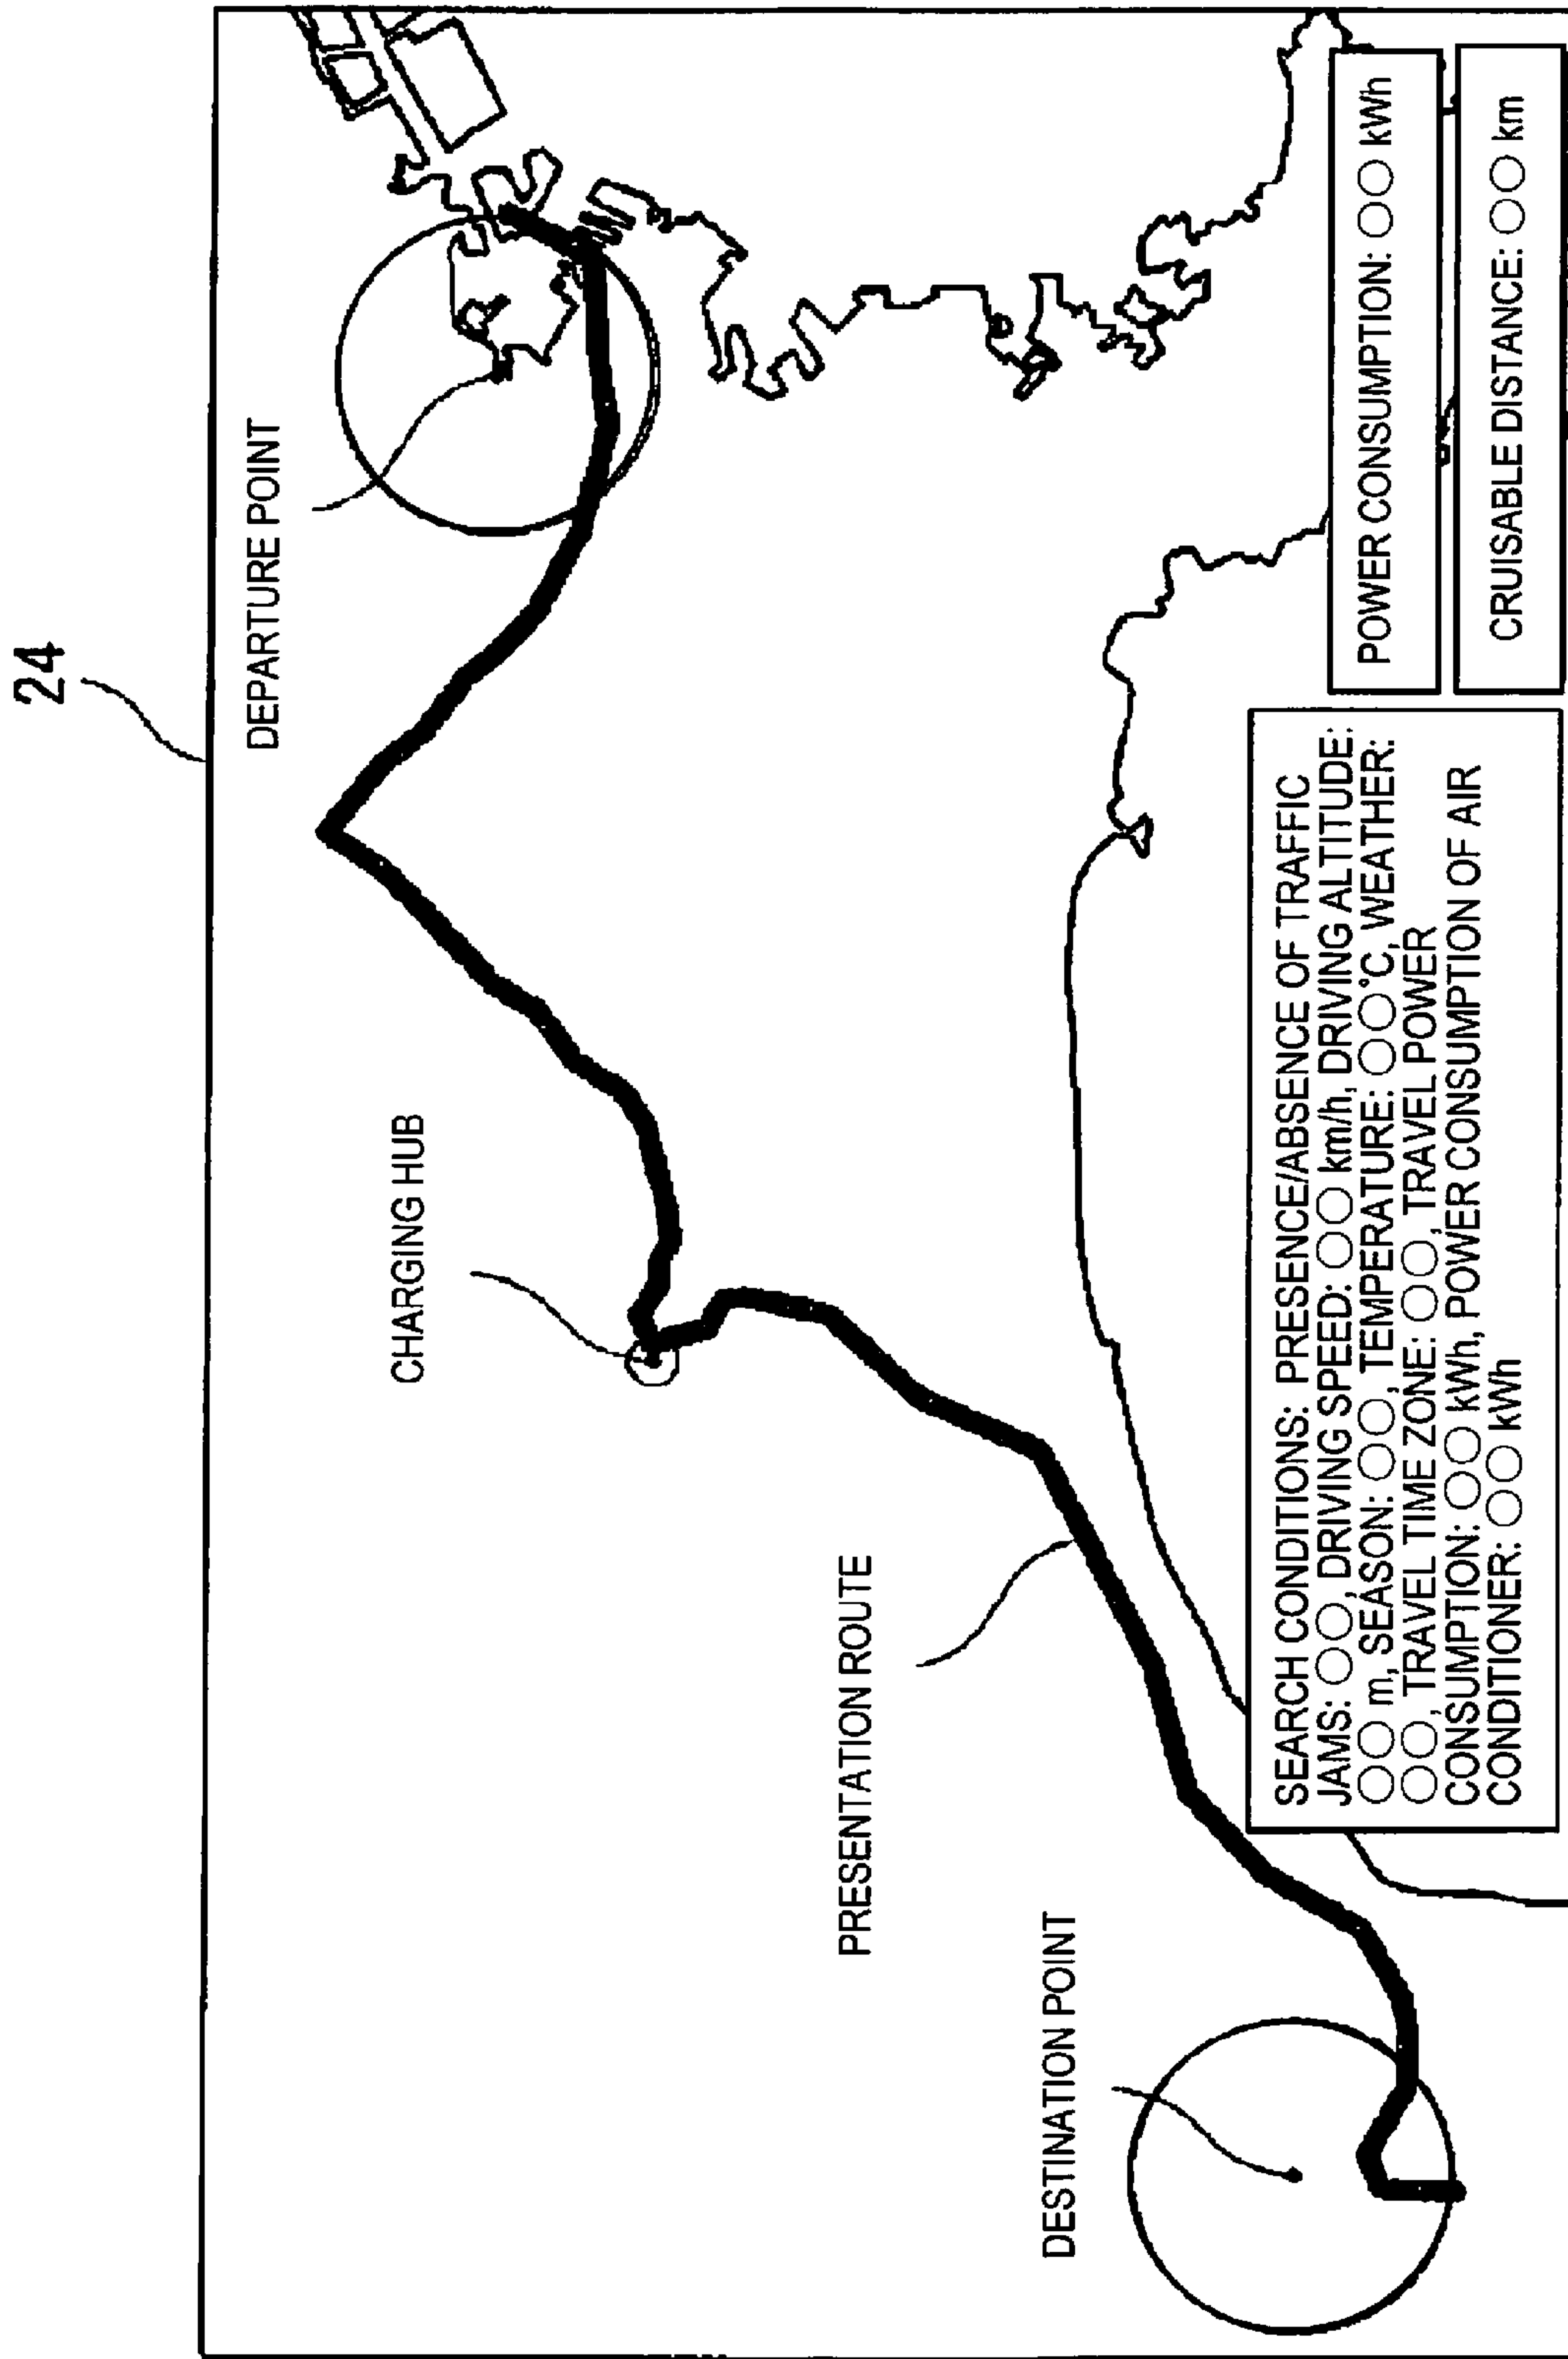 24
DEPARTURE POINT
CHARGING HUB
PRESENTATION ROUTE
DESTINATION POINT
SEARCH CONDITIONS: PRESENCE/ABSENCE OF TRAFFIC
JAMS: ○○, DRIVING SPEED: ○○ km/h, DRIVING ALTITUDE:
○○ m, SEASON: ○○, TEMPERATURE: ○○°C, WEATHER:
○○, TRAVEL TIME ZONE: ○○, TRAVEL POWER
CONSUMPTION: ○○ kWh, POWER CONSUMPTION OF AIR
CONDITIONER: ○○ kWh
POWER CONSUMPTION: ○○ kWh
CRUISABLE DISTANCE: ○○ km